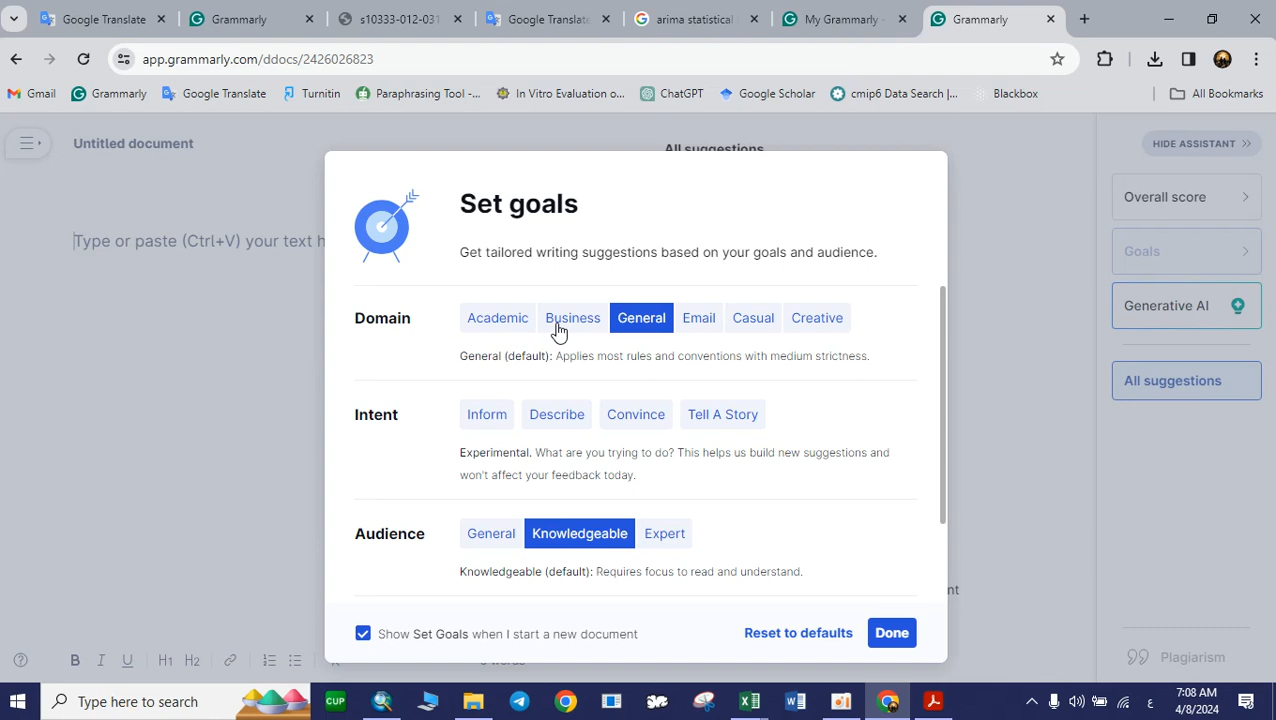 Google Translate
Grammarly
s10333-012-031
Google Translate
arima statistical
My Grammarly -
Grammarly
app.grammarly.com/ddocs/2426026823
Gmail
Grammarly
Google Translate
Turnitin
Paraphrasing Tool -...
In Vitro Evaluation o...
ChatGPT
Google Scholar
cmip6 Data Search |...
Blackbox
All Bookmarks
Untitled document
All suggestions
HIDE ASSISTANT
Type or paste (Ctrl+V) your text h
Set goals
Get tailored writing suggestions based on your goals and audience.
Domain
Academic Business General Email Casual Creative
General (default): Applies most rules and conventions with medium strictness.
Intent
Inform Describe Convince Tell A Story
Experimental. What are you trying to do? This helps us build new suggestions and
won't affect your feedback today.
Audience
General Knowledgeable Expert
Knowledgeable (default): Requires focus to read and understand.
Show Set Goals when I start a new document
Reset to defaults
Done
Overall score
Goals
Generative AI
All suggestions
nt
Plagiarism
B I U H1 H2
Type here to search
CUP
ع
7:08 AM
4/8/2024